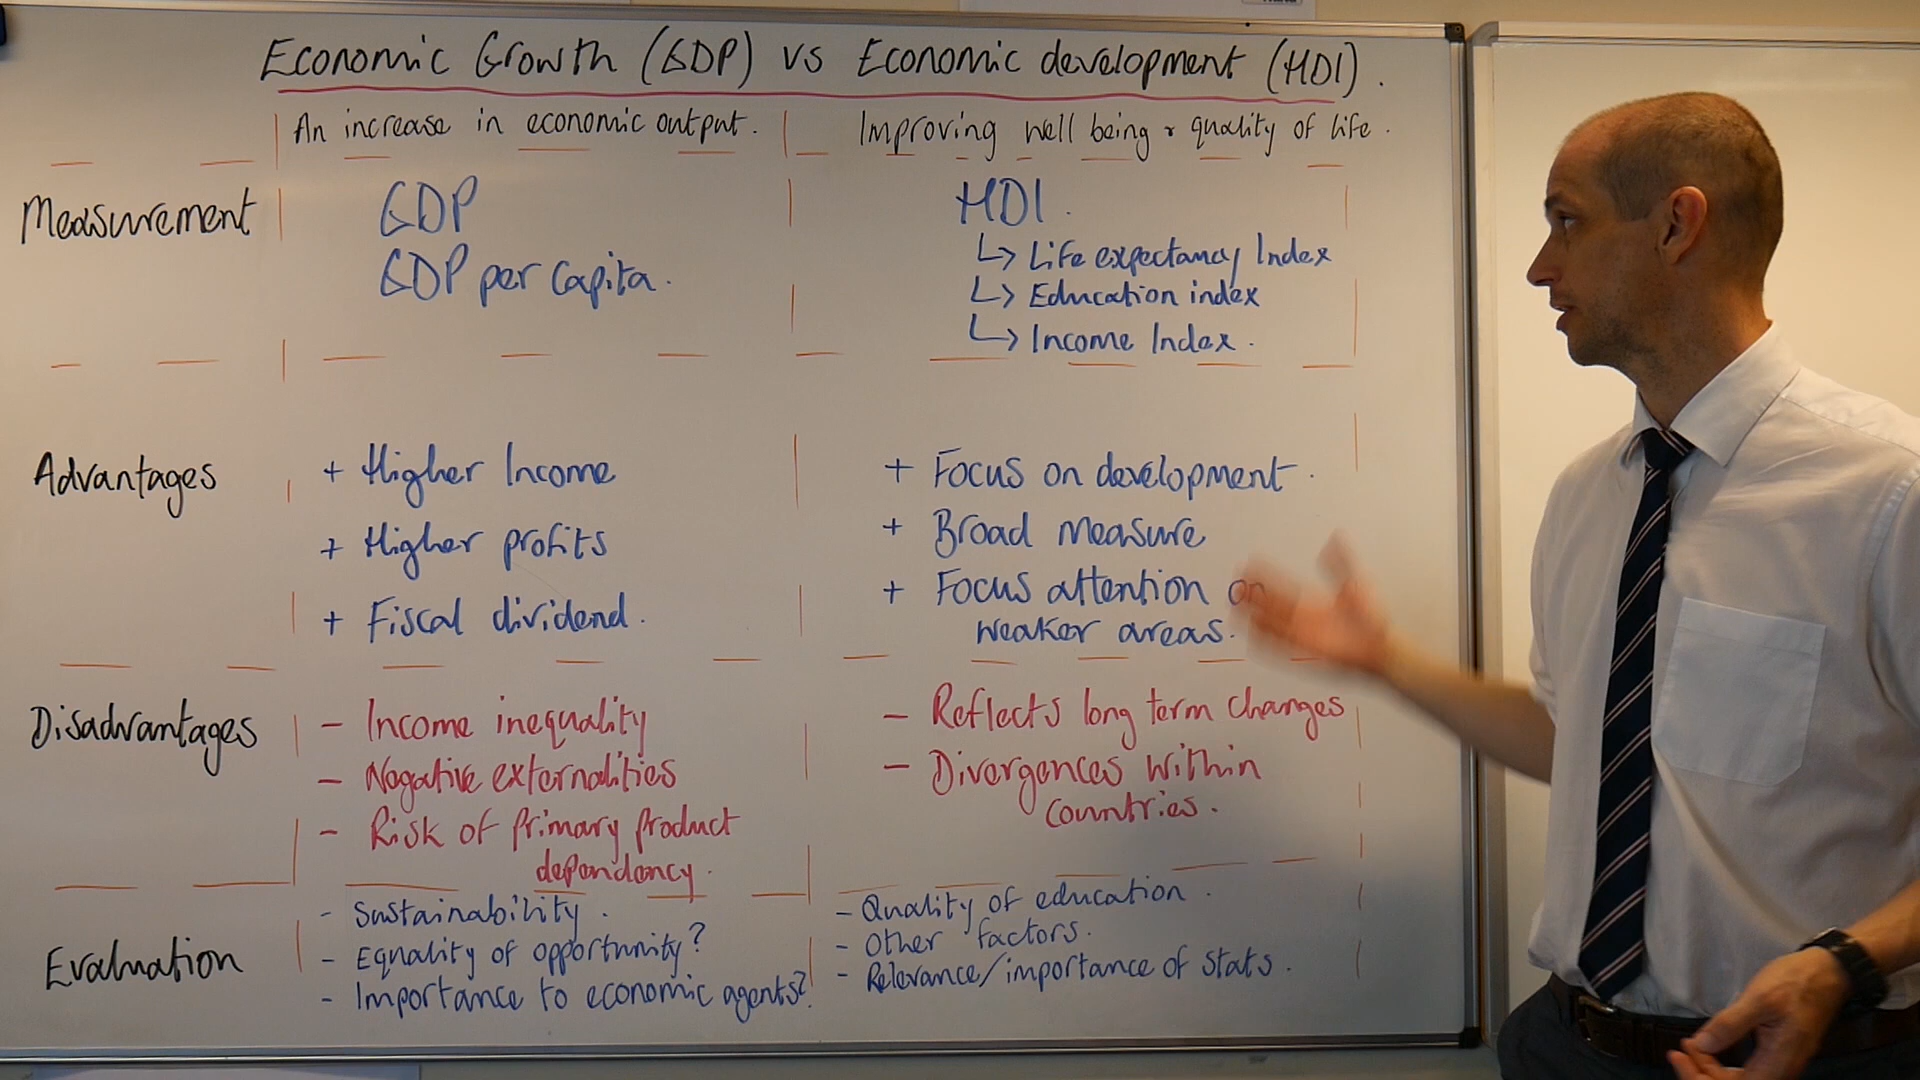 Economic Growth (GDP) vs Economic development (HDI).
An increase in economic output.
Improving well being & quality of life.
Measurement
GDP
GDP per Capita.
HDI.
↳ Life expectancy Index
↳ Education index
↳ Income Index.
Advantages
+ Higher Income
+ Higher profits
+ Fiscal dividend.
+ Focus on development.
+ Broad measure
+ Focus attention on
weaker areas.
Disadvantages
- Income inequality
- Negative externalities
- Risk of primary product
dependency.
- Reflects long term changes
- Divergences within
countries.
Evaluation
- Sustainability.
- Equality of opportunity?
- Importance to economic agents?
- Quality of education.
- Other factors.
- Relevance/importance of stats.